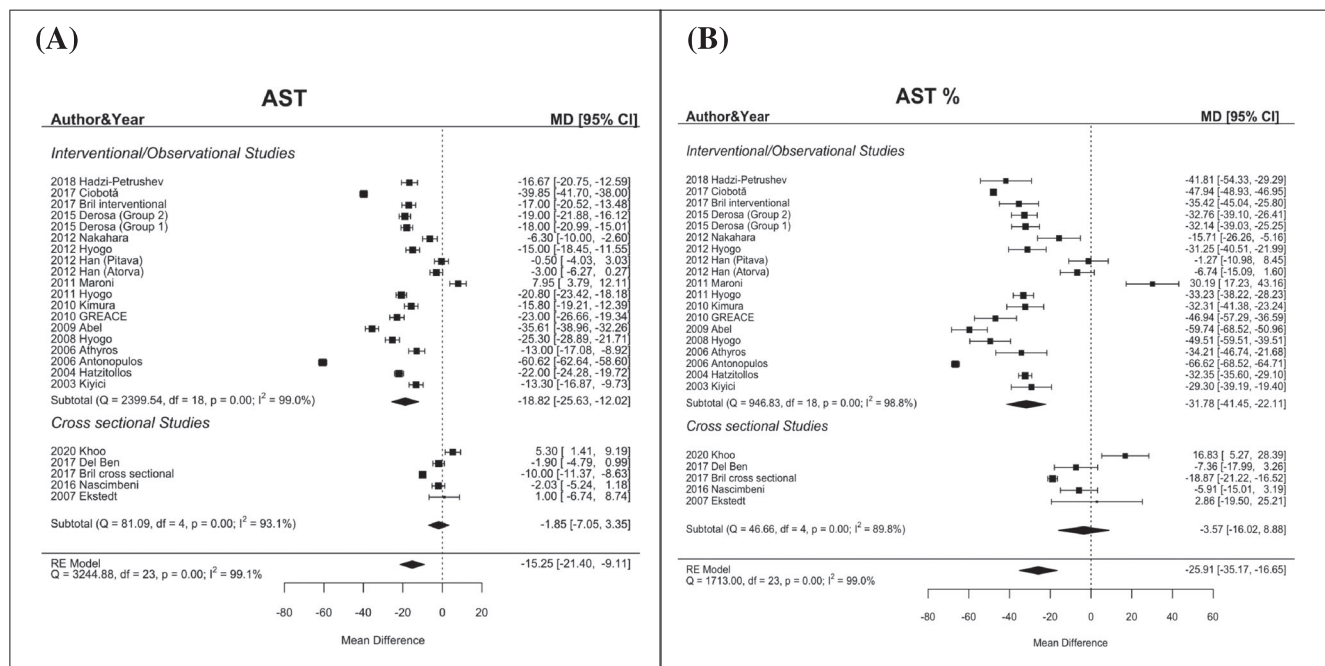 (A)
AST
Author&Year MD [95% CI]
Interventional/Observational Studies
2018 Hadzi-Petrushev -16.67 [-20.75, -12.59]
2017 Ciobotă -39.85 [-41.70, -38.00]
2017 Bril interventional -17.00 [-20.52, -13.48]
2015 Derosa (Group 2) -19.00 [-21.88, -16.12]
2015 Derosa (Group 1) -18.00 [-20.99, -15.01]
2012 Nakahara -6.30 [-10.00, -2.60]
2012 Hyogo -15.00 [-18.45, -11.55]
2012 Han (Pitava) -0.50 [ -4.03, 3.03]
2012 Han (Atorva) -3.00 [ -6.27, 0.27]
2011 Maroni 7.95 [ 3.79, 12.11]
2011 Hyogo -20.80 [-23.42, -18.18]
2010 Kimura -15.80 [-19.21, -12.39]
2010 GREACE -23.00 [-26.66, -19.34]
2009 Abel -35.61 [-38.96, -32.26]
2008 Hyogo -25.30 [-28.89, -21.71]
2006 Athyros -13.00 [-17.08, -8.92]
2006 Antonopulos -60.62 [-62.64, -58.60]
2004 Hatzitollos -22.00 [-24.28, -19.72]
2003 Kiyici -13.30 [-16.87, -9.73]
Subtotal (Q = 2399.54, df = 18, p = 0.00; I² = 99.0%) -18.82 [-25.63, -12.02]
Cross sectional Studies
2020 Khoo 5.30 [ 1.41, 9.19]
2017 Del Ben -1.90 [ -4.79, 0.99]
2017 Bril cross sectional -10.00 [-11.37, -8.63]
2016 Nascimbeni -2.03 [ -5.24, 1.18]
2007 Ekstedt 1.00 [ -6.74, 8.74]
Subtotal (Q = 81.09, df = 4, p = 0.00; I² = 93.1%) -1.85 [ -7.05, 3.35]
RE Model -15.25 [-21.40, -9.11]
Q = 3244.88, df = 23, p = 0.00; I² = 99.1%
-80 -60 -40 -20 0 20
Mean Difference
(B)
AST %
Author&Year MD [95% CI]
Interventional/Observational Studies
2018 Hadzi-Petrushev -41.81 [-54.33, -29.29]
2017 Ciobotă -47.94 [-48.93, -46.95]
2017 Bril interventional -35.42 [-45.04, -25.80]
2015 Derosa (Group 2) -32.76 [-39.10, -26.41]
2015 Derosa (Group 1) -32.14 [-39.03, -25.25]
2012 Nakahara -15.71 [-26.26, -5.16]
2012 Hyogo -31.25 [-40.51, -21.99]
2012 Han (Pitava) -1.27 [-10.98, 8.45]
2012 Han (Atorva) -6.74 [-15.09, 1.60]
2011 Maroni 30.19 [ 17.23, 43.16]
2011 Hyogo -33.23 [-38.22, -28.23]
2010 Kimura -32.31 [-41.38, -23.24]
2010 GREACE -46.94 [-57.29, -36.59]
2009 Abel -59.74 [-68.52, -50.96]
2008 Hyogo -49.51 [-59.51, -39.51]
2006 Athyros -34.21 [-46.74, -21.68]
2006 Antonopulos -66.62 [-68.52, -64.71]
2004 Hatzitollos -32.35 [-35.60, -29.10]
2003 Kiyici -29.30 [-39.19, -19.40]
Subtotal (Q = 946.83, df = 18, p = 0.00; I² = 98.8%) -31.78 [-41.45, -22.11]
Cross sectional Studies
2020 Khoo 16.83 [ 5.27, 28.39]
2017 Del Ben -7.36 [-17.99, 3.26]
2017 Bril cross sectional -18.87 [-21.22, -16.52]
2016 Nascimbeni -5.91 [-15.01, 3.19]
2007 Ekstedt 2.86 [-19.50, 25.21]
Subtotal (Q = 46.66, df = 4, p = 0.00; I² = 89.8%) -3.57 [-16.02, 8.88]
RE Model -25.91 [-35.17, -16.65]
Q = 1713.00, df = 23, p = 0.00; I² = 99.0%
-80 -60 -40 -20 0 20 40 60
Mean Difference